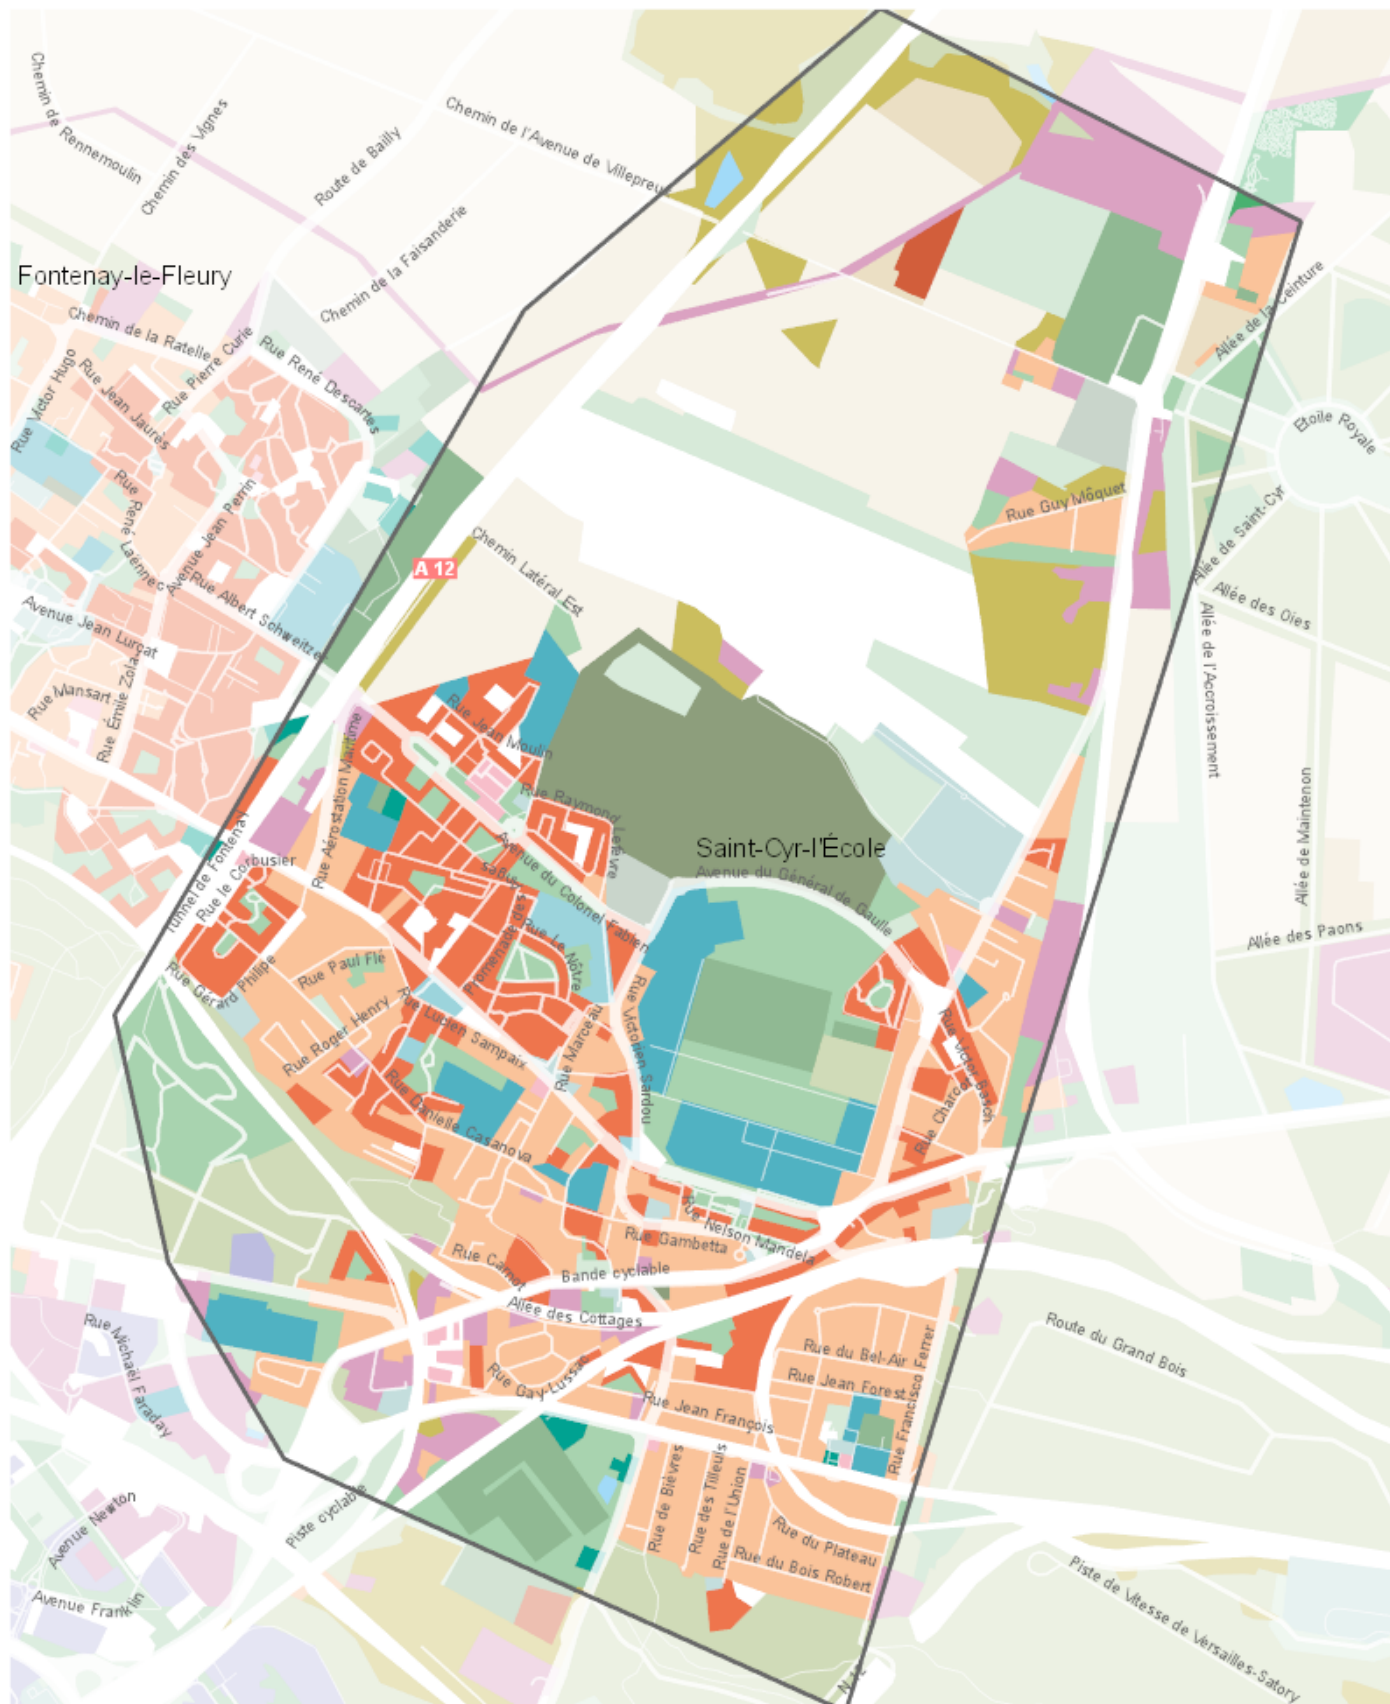 Chemin de Rennemoulin
Chemin des Vignes
Route de Bailly
Chemin de l'Avenue de Villepreux
Chemin de la Faisanderie
Fontenay-le-Fleury
Chemin de la Ratelle
Rue Pierre Curie
Rue René Descartes
Rue Victor Hugo
Rue Jean Jaurès
Allée de la Ceinture
Etoile Royale
Rue René Laënnec
Avenue Jean Perrin
Rue Guy Môquet
Allée de Saint-Cyr
A 12
Chemin Latéral Est
Rue Albert Schweitzer
Avenue Jean Lurçat
Allée des Oies
Allée de l'Accroissement
Rue Mansart
Rue Émile Zola
Rue Jean Moulin
Rue Aérostation Maritime
Rue Raymond Lefèvre
Allée de Maintenon
Saint-Cyr-l'École
Avenue du Général de Gaulle
Avenue du Colonel Fabien
Tunnel de Fontenay
Rue le Corbusier
Promenade des
Rue Le Nôtre
Allée des Paons
Rue Gérard Philipe
Rue Paul Flé
Rue Roger Henry
Rue Lucien Sampaix
Rue Marceau
Rue Victorien Sardou
Rue Victor Basch
Rue Charcot
Rue Danielle Casanova
Rue Nelson Mandela
Rue Gambetta
Rue Carnot
Bande cyclable
Allée des Cottages
Rue Michaël Faraday
Rue du Bel-Air
Rue Jean Forest
Rue Francisco Ferrer
Route du Grand Bois
Rue Gay-Lussac
Rue Jean François
Rue de Bièvres
Rue des Tilleuls
Rue de l'Union
Avenue Newton
Piste cyclable
Rue du Plateau
Rue du Bois Robert
Avenue Franklin
Piste de Vitesse de Versailles-Satory
N 12